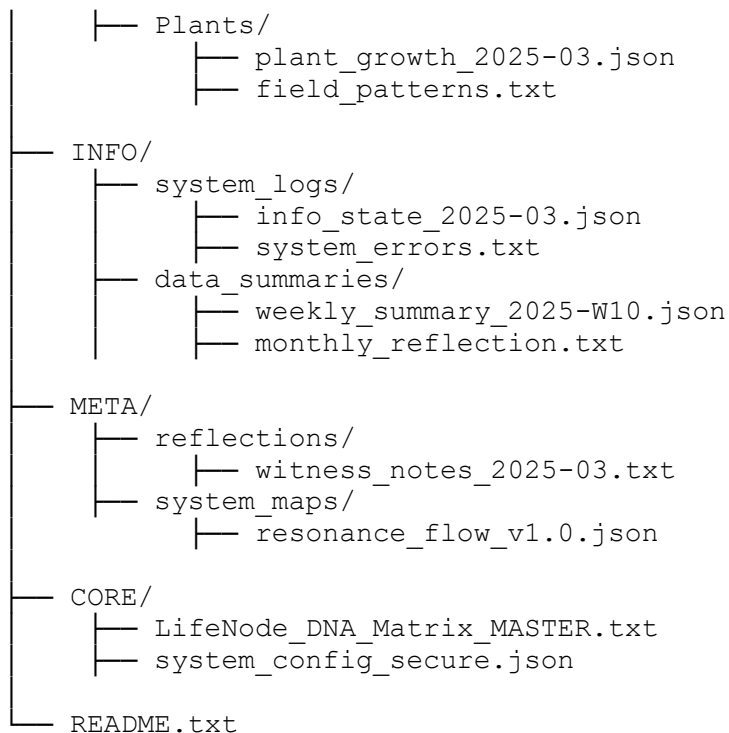 ├── Plants/
├── plant_growth_2025-03.json
├── field_patterns.txt
├── INFO/
├── system_logs/
├── info_state_2025-03.json
├── system_errors.txt
├── data_summaries/
├── weekly_summary_2025-W10.json
├── monthly_reflection.txt
├── META/
├── reflections/
├── witness_notes_2025-03.txt
├── system_maps/
├── resonance_flow_v1.0.json
├── CORE/
├── LifeNode_DNA_Matrix_MASTER.txt
├── system_config_secure.json
└── README.txt